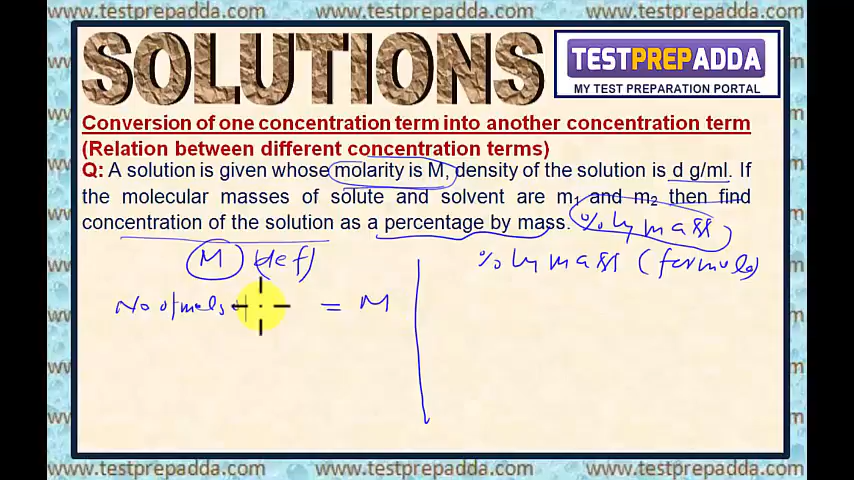 www.testprepadda.com www.testprepadda.com www.testprepadda.com
SOLUTIONS
TESTPREPADDA
MY TEST PREPARATION PORTAL
Conversion of one concentration term into another concentration term
(Relation between different concentration terms)
Q: A solution is given whose molarity is M, density of the solution is d g/ml. If
the molecular masses of solute and solvent are m₁ and m₂ then find
concentration of the solution as a percentage by mass. % by mass
M (def)
% by mass (formula)
No of mols = M
www.testprepadda.com www.testprepadda.com www.testprepadda.com